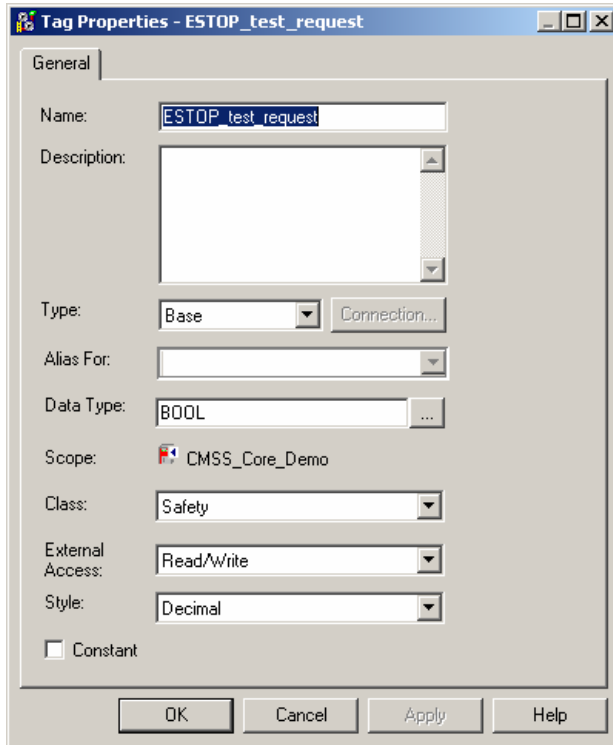 Tag Properties - ESTOP_test_request
General
Name: ESTOP_test_request
Description:
Type: Base Connection...
Alias For:
Data Type: BOOL ...
Scope: CMSS_Core_Demo
Class: Safety
External
Access: Read/Write
Style: Decimal
Constant
OK Cancel Apply Help